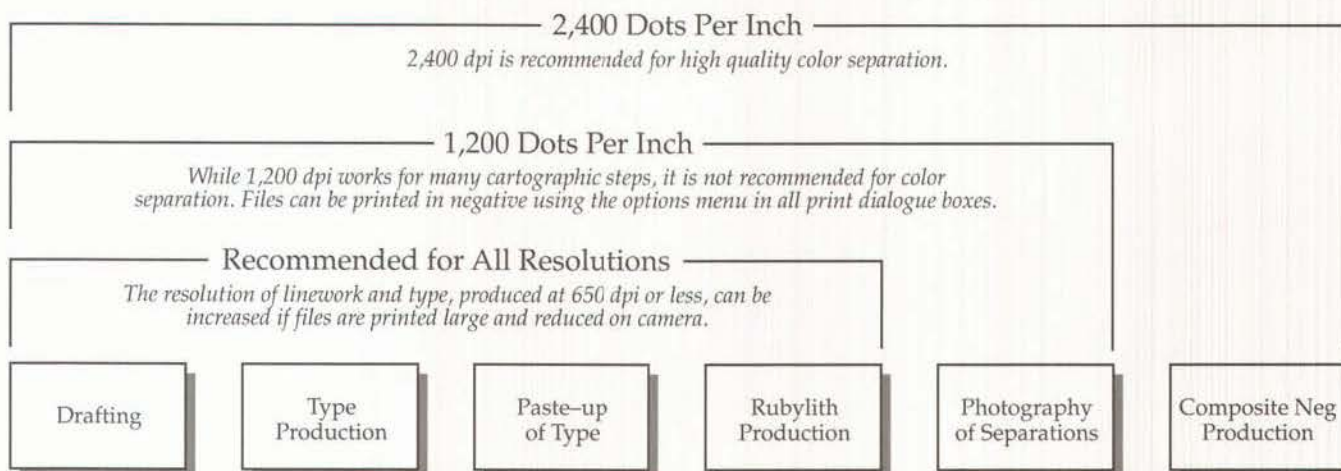 2,400 Dots Per Inch
2,400 dpi is recommended for high quality color separation.
1,200 Dots Per Inch
While 1,200 dpi works for many cartographic steps, it is not recommended for color
separation. Files can be printed in negative using the options menu in all print dialogue boxes.
Recommended for All Resolutions
The resolution of linework and type, produced at 650 dpi or less, can be
increased if files are printed large and reduced on camera.
Drafting
Type
Production
Paste–up
of Type
Rubylith
Production
Photography
of Separations
Composite Neg
Production